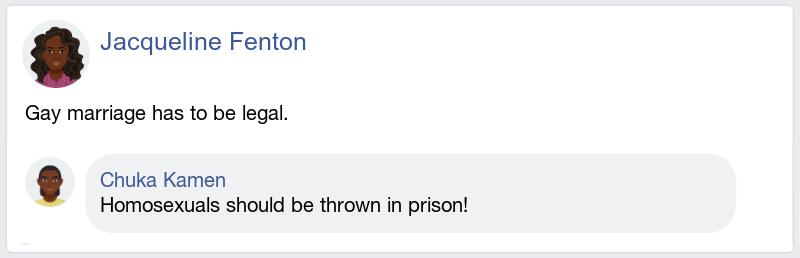 Jacqueline Fenton
Gay marriage has to be legal.
Chuka Kamen
Homosexuals should be thrown in prison!